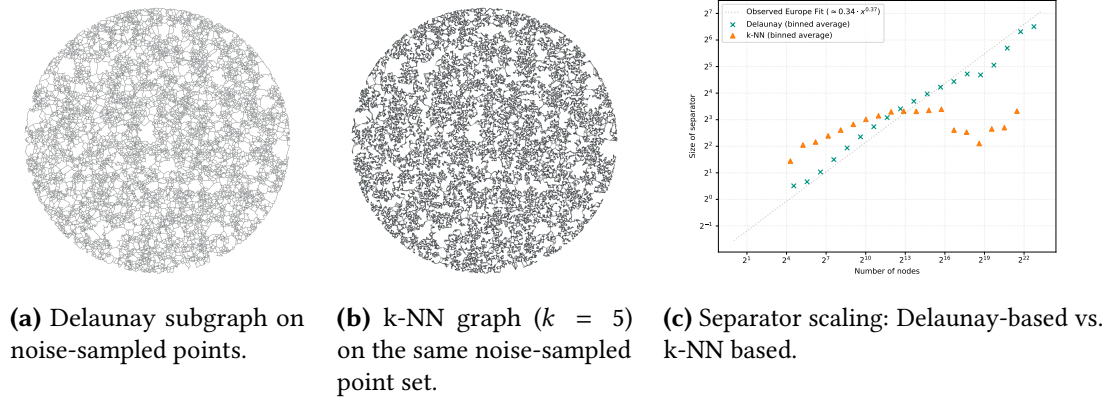 Observed Europe Fit (≃0.34 · x^0.37)
Delaunay (binned average)
k-NN (binned average)
Size of separator
2^7
2^6
2^5
2^4
2^3
2^2
2^1
2^0
2^−1
2^1 2^4 2^7 2^10 2^13 2^16 2^19 2^22
Number of nodes
(a) Delaunay subgraph on
noise-sampled points.
(b) k-NN graph (k = 5)
on the same noise-sampled
point set.
(c) Separator scaling: Delaunay-based vs.
k-NN based.